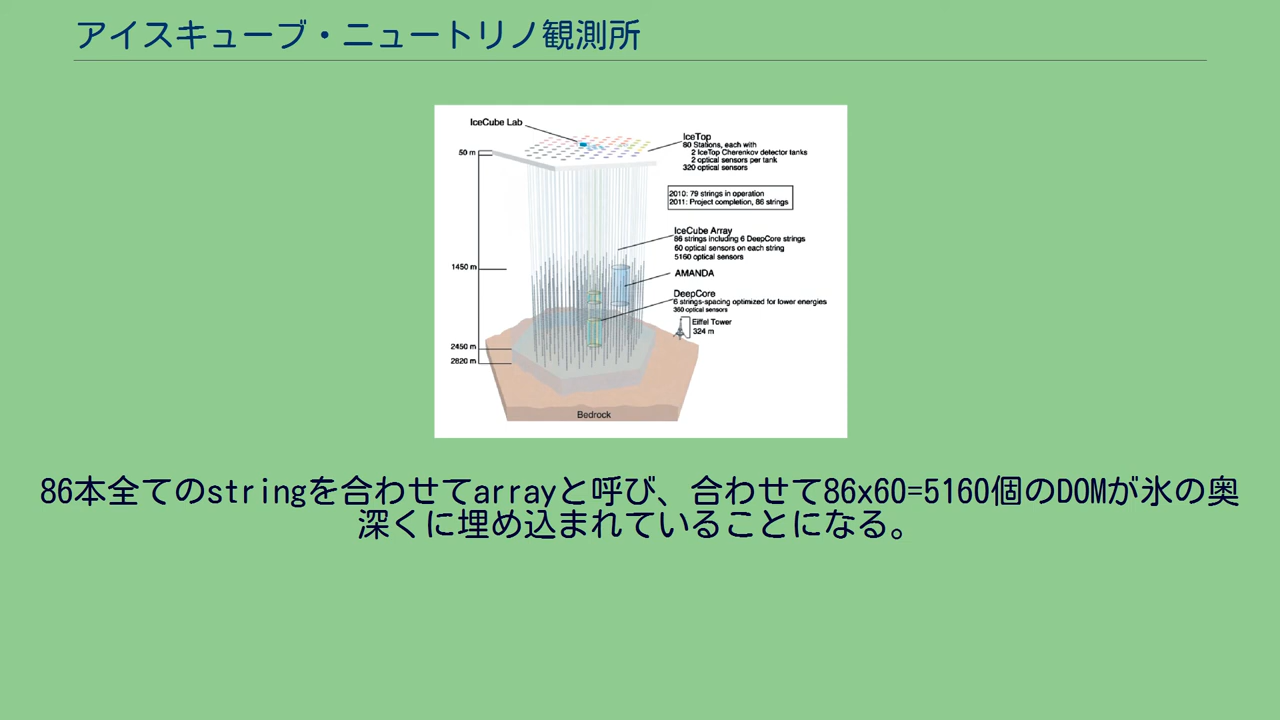 アイスキューブ・ニュートリノ観測所
IceCube Lab
50 m
IceTop
80 Stations, each with
2 IceTop Cherenkov detector tanks
2 optical sensors per tank
320 optical sensors
2010: 79 strings in operation
2011: Project completion, 86 strings
IceCube Array
86 strings including 6 DeepCore strings
60 optical sensors on each string
5160 optical sensors
1450 m
AMANDA
DeepCore
6 strings-spacing optimized for lower energies
360 optical sensors
Eiffel Tower
324 m
2450 m
2820 m
Bedrock
86本全てのstringを合わせてarrayと呼び、合わせて86x60=5160個のDOMが氷の奥
深くに埋め込まれていることになる。